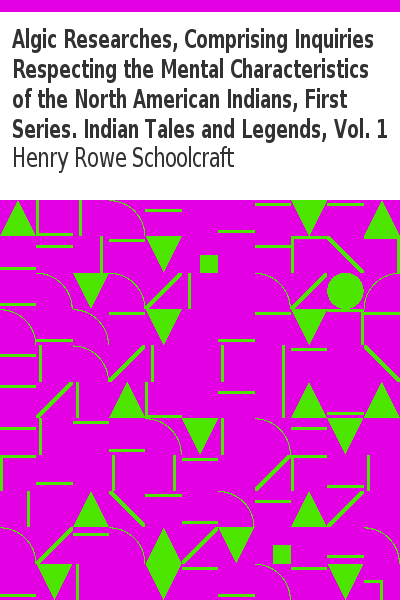 Algic Researches, Comprising Inquiries
Respecting the Mental Characteristics
of the North American Indians, First
Series. Indian Tales and Legends, Vol. 1
Henry Rowe Schoolcraft